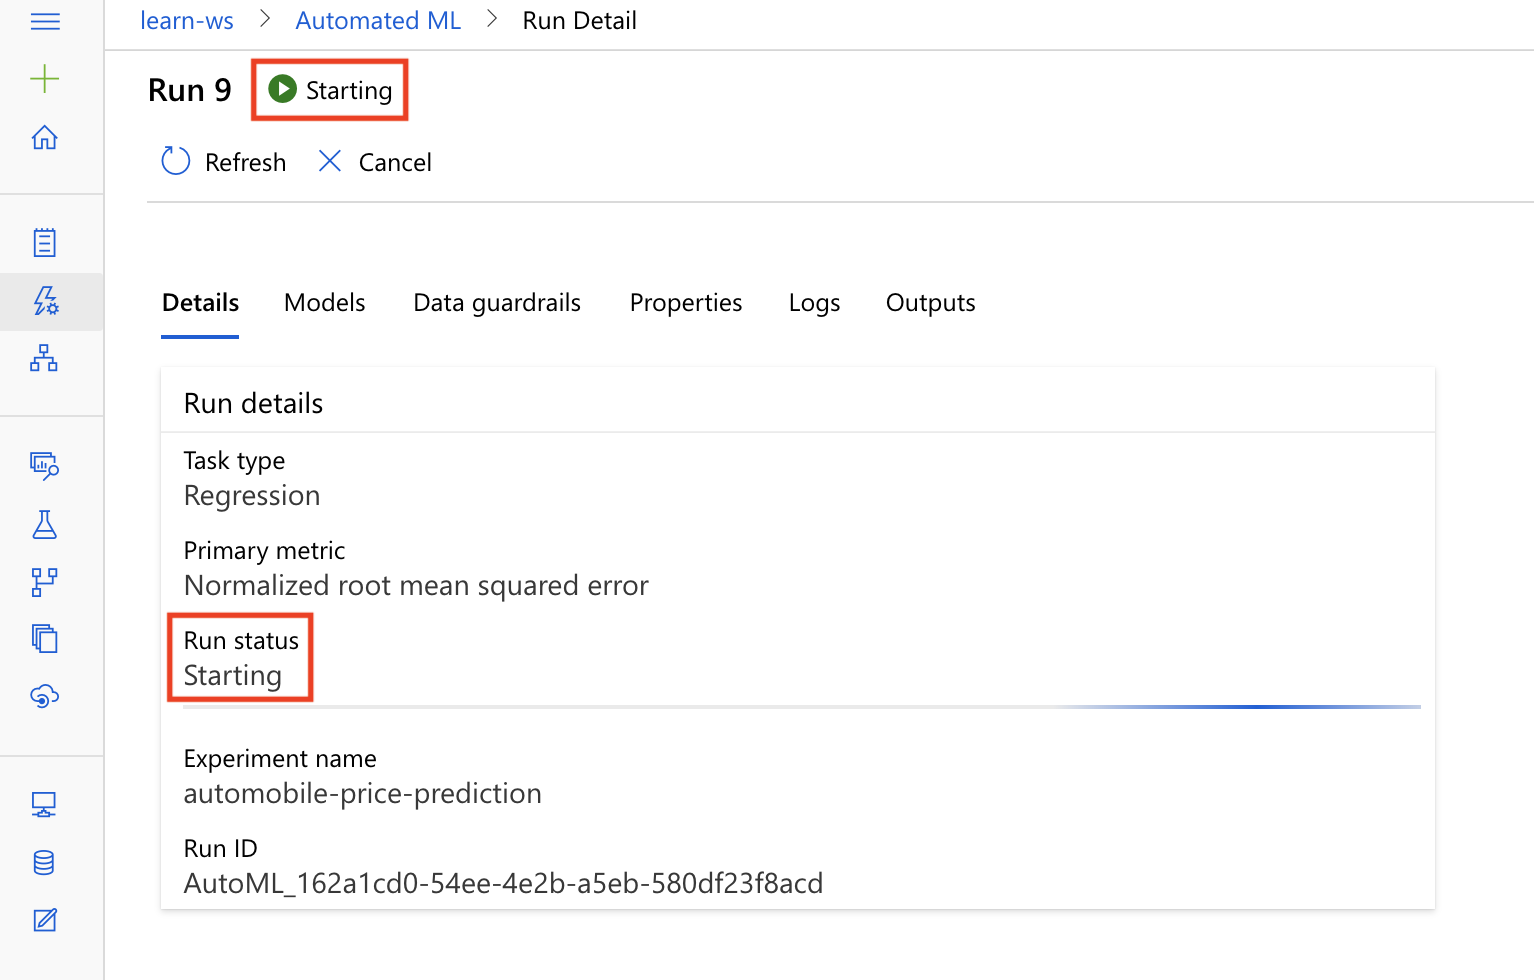 learn-ws > Automated ML > Run Detail
Run 9 Starting
Refresh Cancel
Details Models Data guardrails Properties Logs Outputs
Run details
Task type
Regression
Primary metric
Normalized root mean squared error
Run status
Starting
Experiment name
automobile-price-prediction
Run ID
AutoML_162a1cd0-54ee-4e2b-a5eb-580df23f8acd